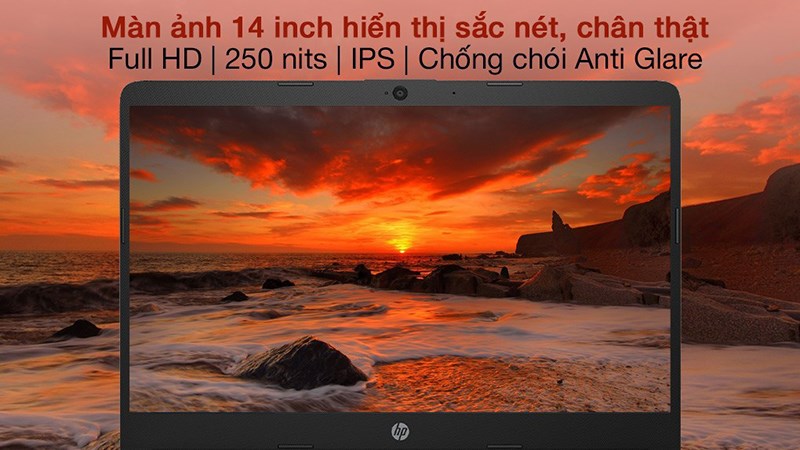 Màn ảnh 14 inch hiển thị sắc nét, chân thật
Full HD | 250 nits | IPS | Chống chói Anti Glare
hp